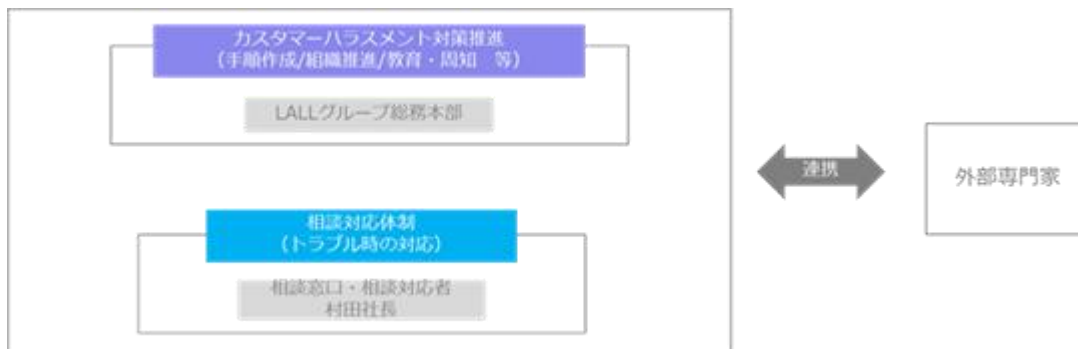 カスタマーハラスメント対策推進
(手順作成/組織推進/教育・周知　等)
LALLグループ総務本部
連携
外部専門家
相談対応体制
(トラブル時の対応)
相談窓口・相談対応者
村田社長